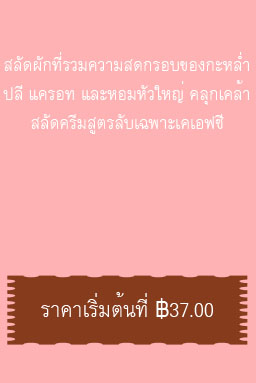 สลัดผักที่รวมความสดกรอบของกะหล่ำ
ปลี แครอท และหอมหัวใหญ่ คลุกเคล้า
สลัดครีมสูตรลับเฉพาะเคเอฟซี
ราคาเริ่มต้นที่ ฿37.00